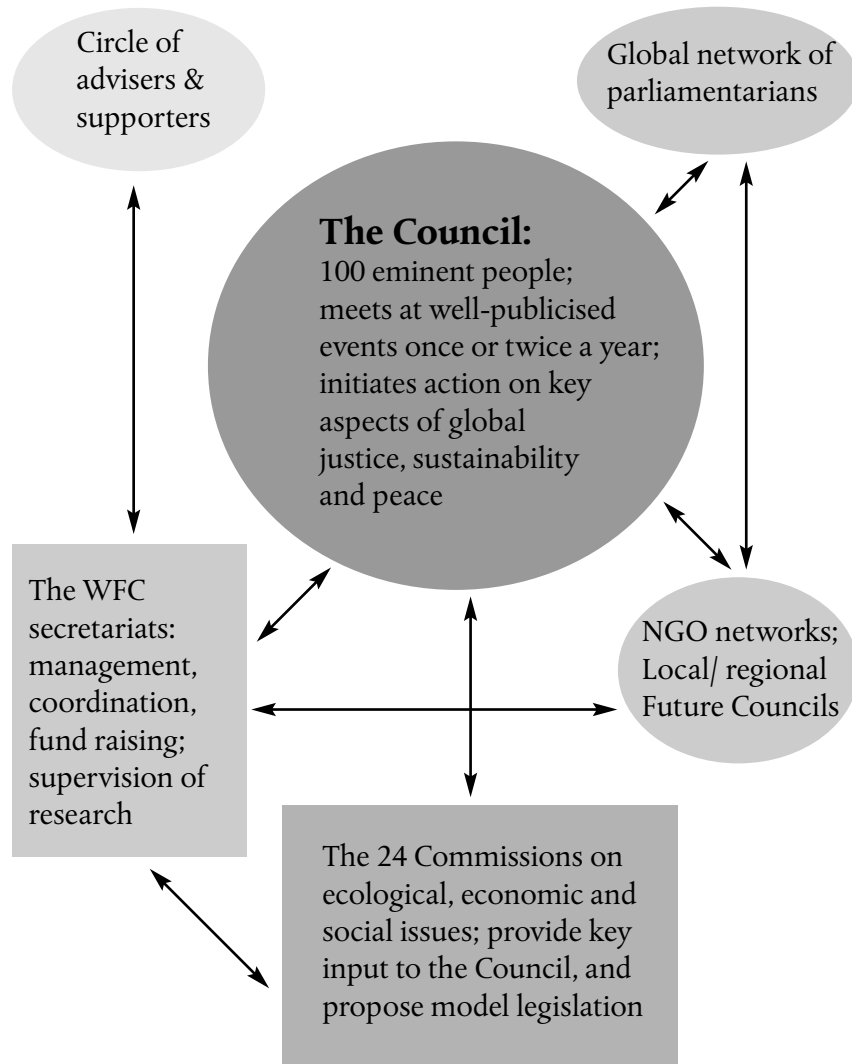 Circle of
advisers &
supporters
Global network of
parliamentarians
The Council:
100 eminent people;
meets at well-publicised
events once or twice a year;
initiates action on key
aspects of global
justice, sustainability
and peace
The WFC
secretariats:
management,
coordination,
fund raising;
supervision of
research
NGO networks;
Local/ regional
Future Councils
The 24 Commissions on
ecological, economic and
social issues; provide key
input to the Council, and
propose model legislation